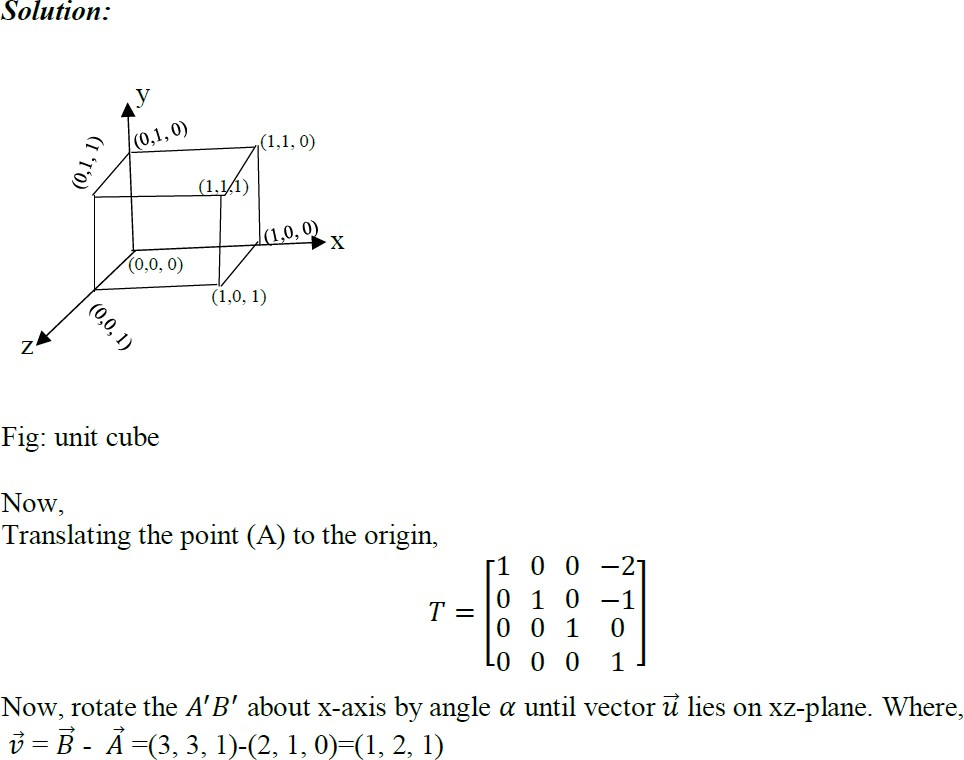 Solution:
y
(0,1, 0)
(1,1, 0)
(0,1, 1)
(1,1,1)
(1,0, 0)
x
(0,0, 0)
(1,0, 1)
(0,0, 1)
z
Fig: unit cube
Now,
Translating the point (A) to the origin,
T = [1 0 0 −2
0 1 0 −1
0 0 1 0
0 0 0 1]
Now, rotate the A′B′ about x-axis by angle α until vector u⃗ lies on xz-plane. Where,
v⃗ = B⃗ - A⃗ =(3, 3, 1)-(2, 1, 0)=(1, 2, 1)